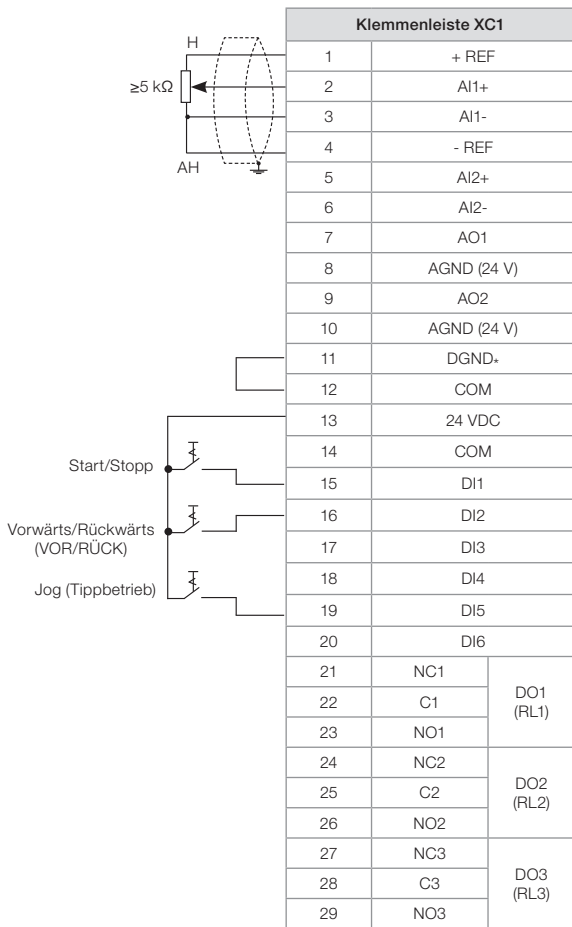 Klemmenleiste XC1
H
≥5 kΩ
AH
1 + REF
2 AI1+
3 AI1-
4 - REF
5 AI2+
6 AI2-
7 AO1
8 AGND (24 V)
9 AO2
10 AGND (24 V)
11 DGND*
12 COM
13 24 VDC
14 COM
Start/Stopp
15 DI1
Vorwärts/Rückwärts
(VOR/RÜCK)
16 DI2
17 DI3
18 DI4
Jog (Tippbetrieb)
19 DI5
20 DI6
21 NC1
22 C1
23 NO1
DO1
(RL1)
24 NC2
25 C2
26 NO2
DO2
(RL2)
27 NC3
28 C3
29 NO3
DO3
(RL3)